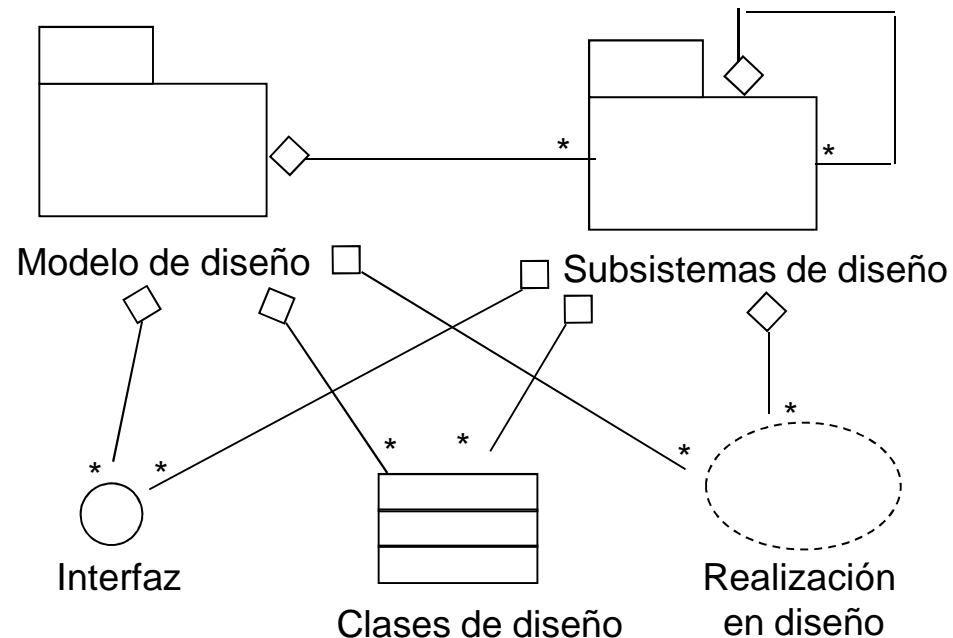 *
*
Modelo de diseño
Subsistemas de diseño
*
*
*
*
*
*
Interfaz
Realización
en diseño
Clases de diseño